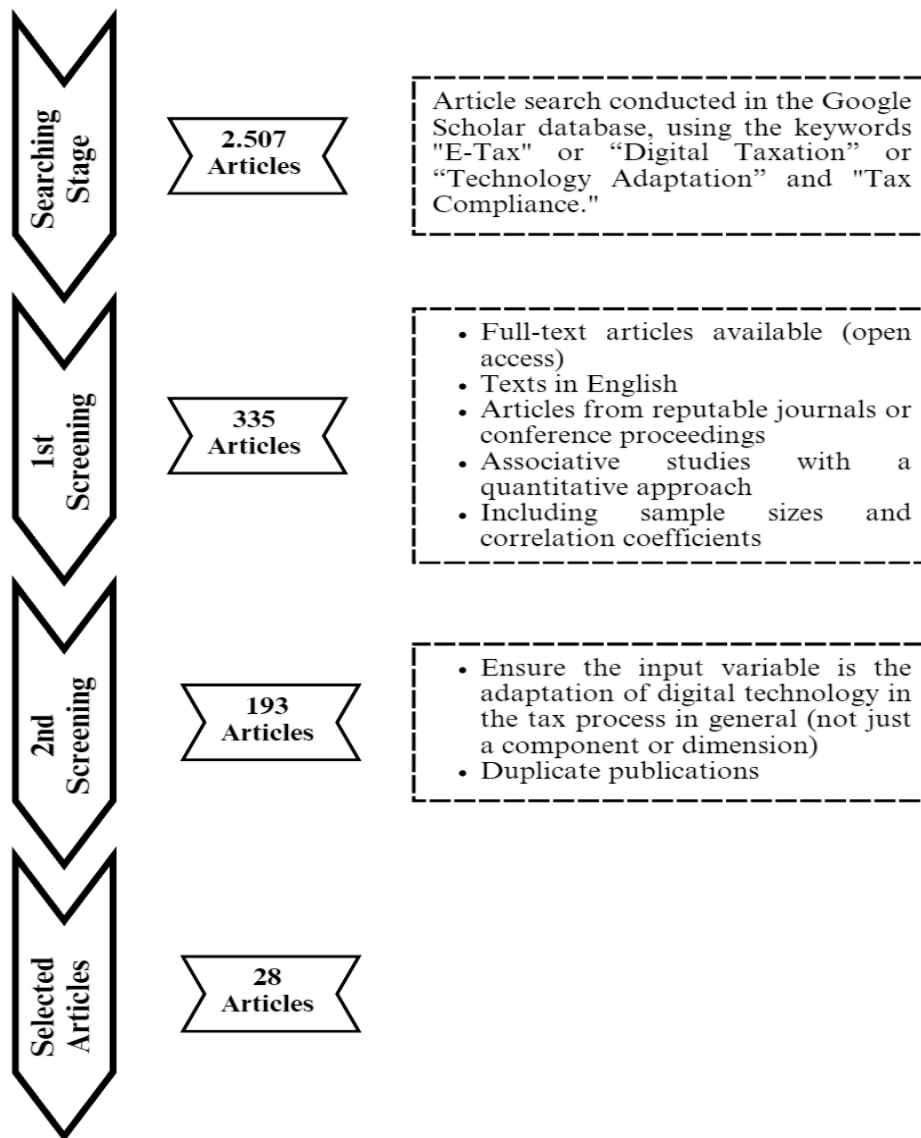 Searching
Stage
2.507
Articles
Article search conducted in the Google
Scholar database, using the keywords
"E-Tax" or “Digital Taxation” or
“Technology Adaptation” and "Tax
Compliance."
1st
Screening
335
Articles
• Full-text articles available (open
access)
• Texts in English
• Articles from reputable journals or
conference proceedings
• Associative studies with a
quantitative approach
• Including sample sizes and
correlation coefficients
2nd
Screening
193
Articles
• Ensure the input variable is the
adaptation of digital technology in
the tax process in general (not just
a component or dimension)
• Duplicate publications
Selected
Articles
28
Articles